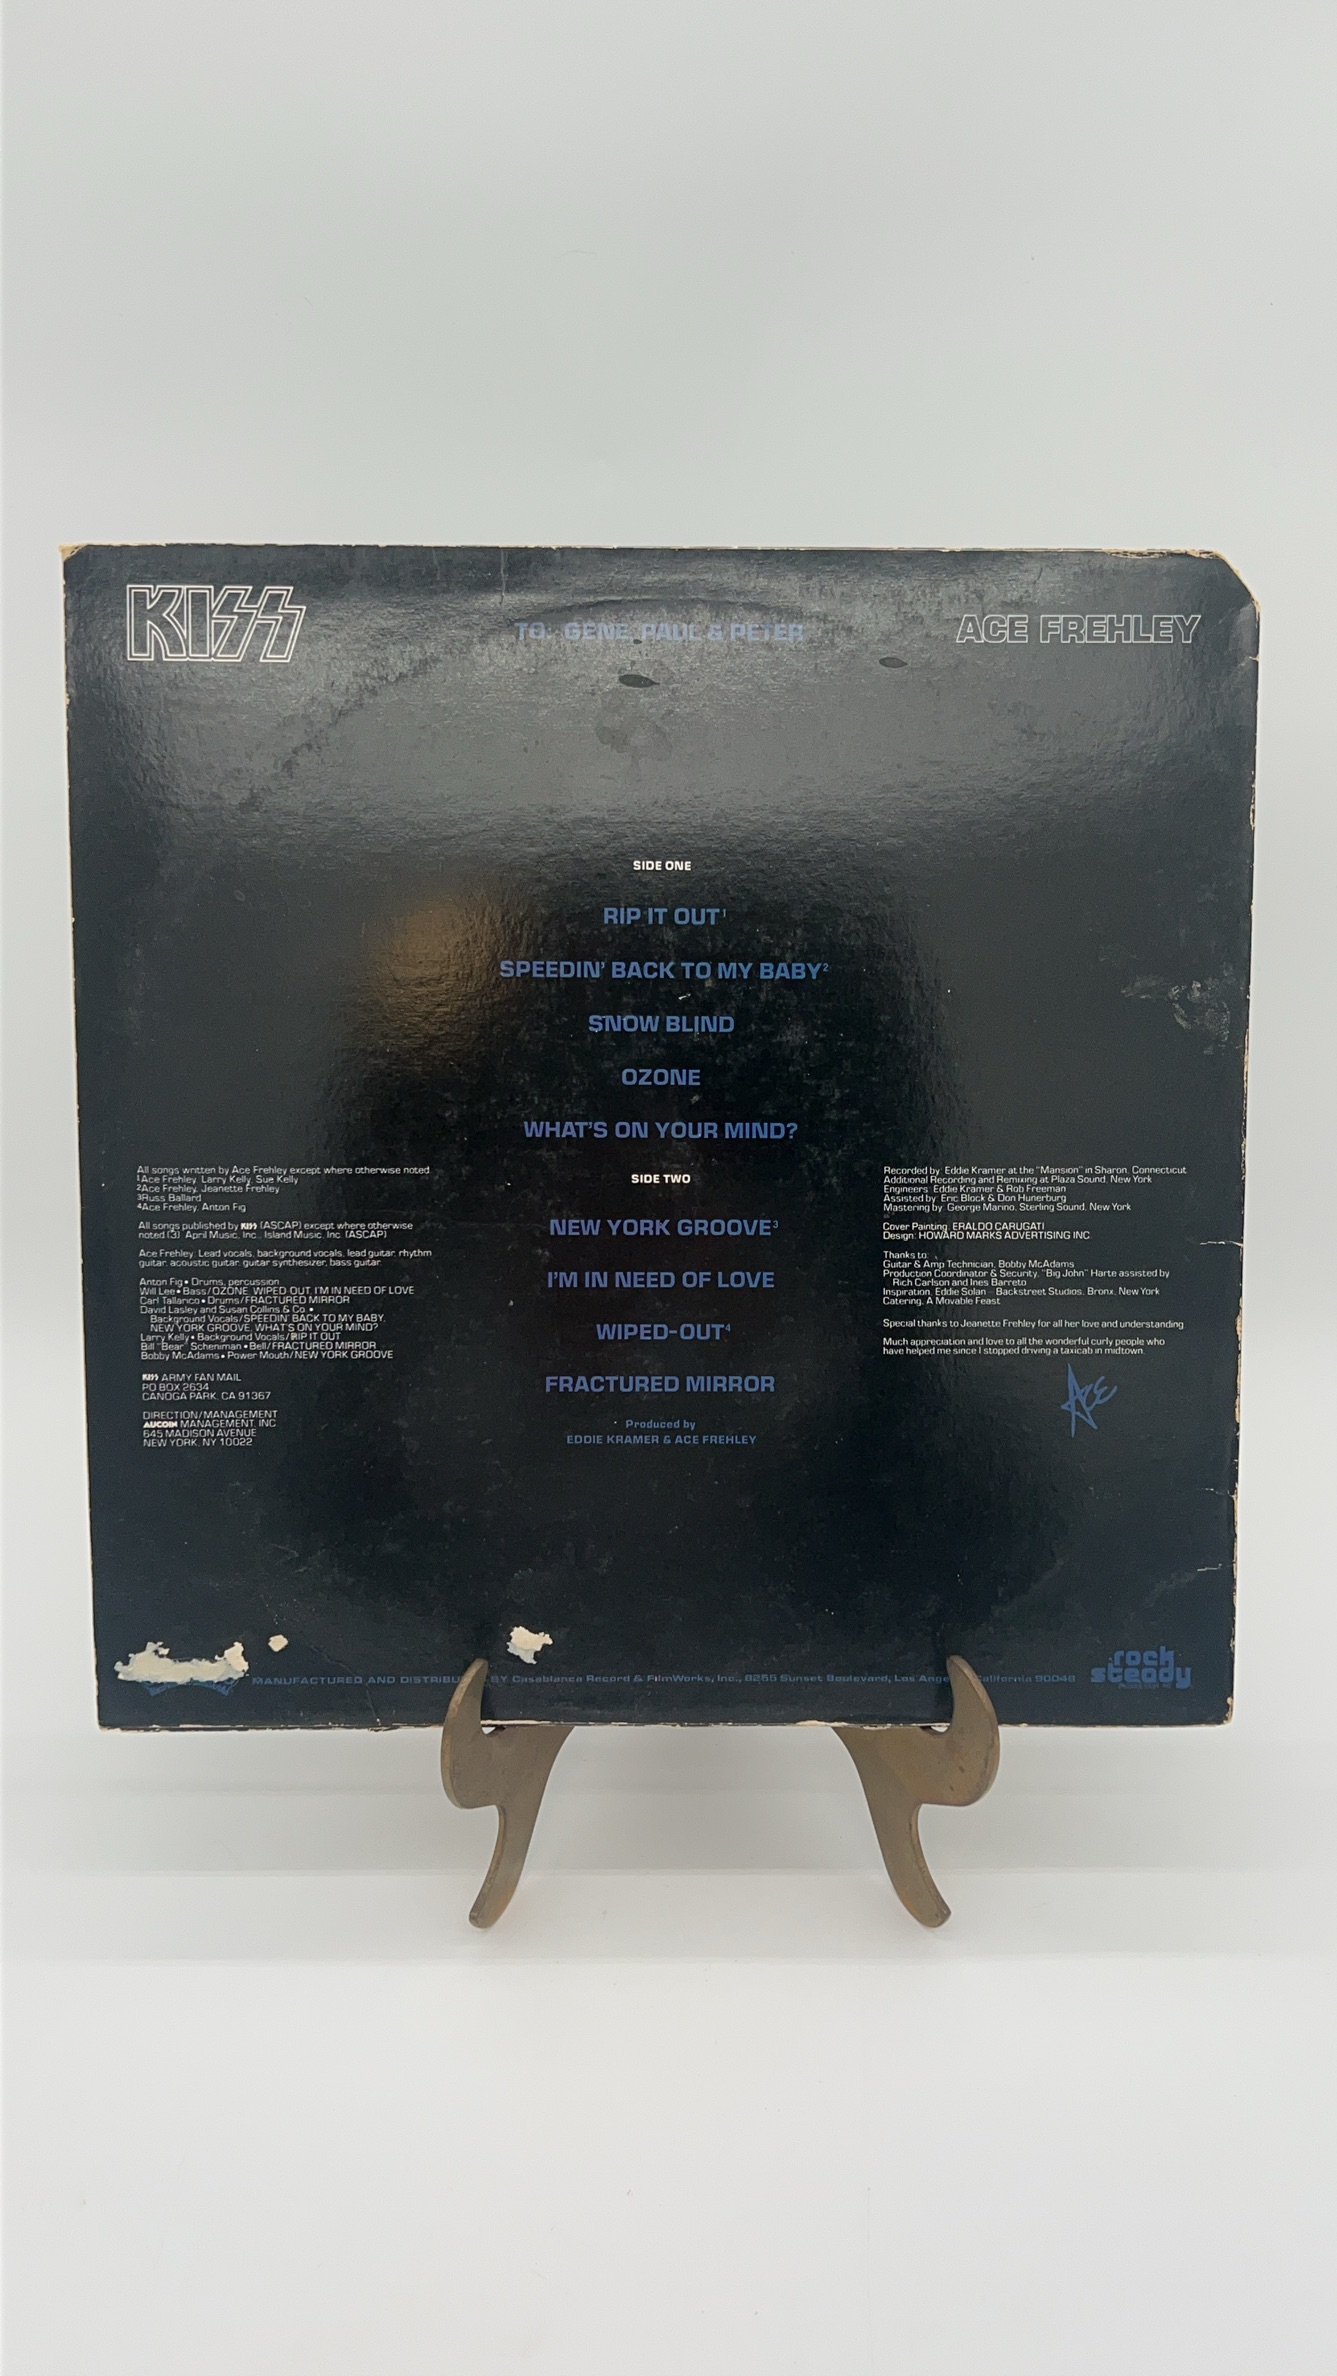 KISS
TO: GENE, PAUL & PETER
ACE FREHLEY
SIDE ONE
RIP IT OUT¹
SPEEDIN' BACK TO MY BABY²
SNOW BLIND
OZONE
WHAT'S ON YOUR MIND?
SIDE TWO
NEW YORK GROOVE³
I'M IN NEED OF LOVE
WIPED-OUT⁴
FRACTURED MIRROR
Produced by
EDDIE KRAMER & ACE FREHLEY
All songs written by Ace Frehley except where otherwise noted
¹Ace Frehley, Larry Kelly, Sue Kelly
²Ace Frehley, Jeanette Frehley
³Russ Ballard
⁴Ace Frehley, Anton Fig
All songs published by KISS (ASCAP) except where otherwise
noted (3) April Music, Inc., Island Music, Inc. (ASCAP)
Ace Frehley: Lead vocals, background vocals, lead guitar, rhythm
guitar, acoustic guitar, guitar synthesizer, bass guitar
Anton Fig • Drums, percussion
Will Lee • Bass/OZONE, WIPED-OUT, I'M IN NEED OF LOVE
Carl Tallarico • Drums/FRACTURED MIRROR
David Lasley and Susan Collins & Co. •
Background Vocals/SPEEDIN' BACK TO MY BABY,
NEW YORK GROOVE, WHAT'S ON YOUR MIND?
Larry Kelly • Background Vocals/RIP IT OUT
Bill "Bear" Scheniman • Bell/FRACTURED MIRROR
Bobby McAdams • Power Mouth/NEW YORK GROOVE
KISS ARMY FAN MAIL
PO BOX 2634
CANOGA PARK, CA 91367
DIRECTION/MANAGEMENT
AUCOIN MANAGEMENT, INC.
645 MADISON AVENUE
NEW YORK, NY 10022
Recorded by: Eddie Kramer at the "Mansion" in Sharon, Connecticut
Additional Recording and Remixing at Plaza Sound, New York
Engineers: Eddie Kramer & Rob Freeman
Assisted by: Eric Block & Don Hunerburg
Mastering by: George Marino, Sterling Sound, New York
Cover Painting: ERALDO CARUGATI
Design: HOWARD MARKS ADVERTISING INC.
Thanks to:
Guitar & Amp Technician, Bobby McAdams
Production Coordinator & Security, "Big John" Harte assisted by
Rich Carlson and Ines Barreto
Inspiration, Eddie Solan – Backstreet Studios, Bronx, New York
Catering, A Movable Feast
Special thanks to Jeanette Frehley for all her love and understanding
Much appreciation and love to all the wonderful curly people who
have helped me since I stopped driving a taxicab in midtown.
Ace
MANUFACTURED AND DISTRIBU BY Casablanca Record & FilmWorks, Inc., 8255 Sunset Boulevard, Los Ange California 90046
rock
steady